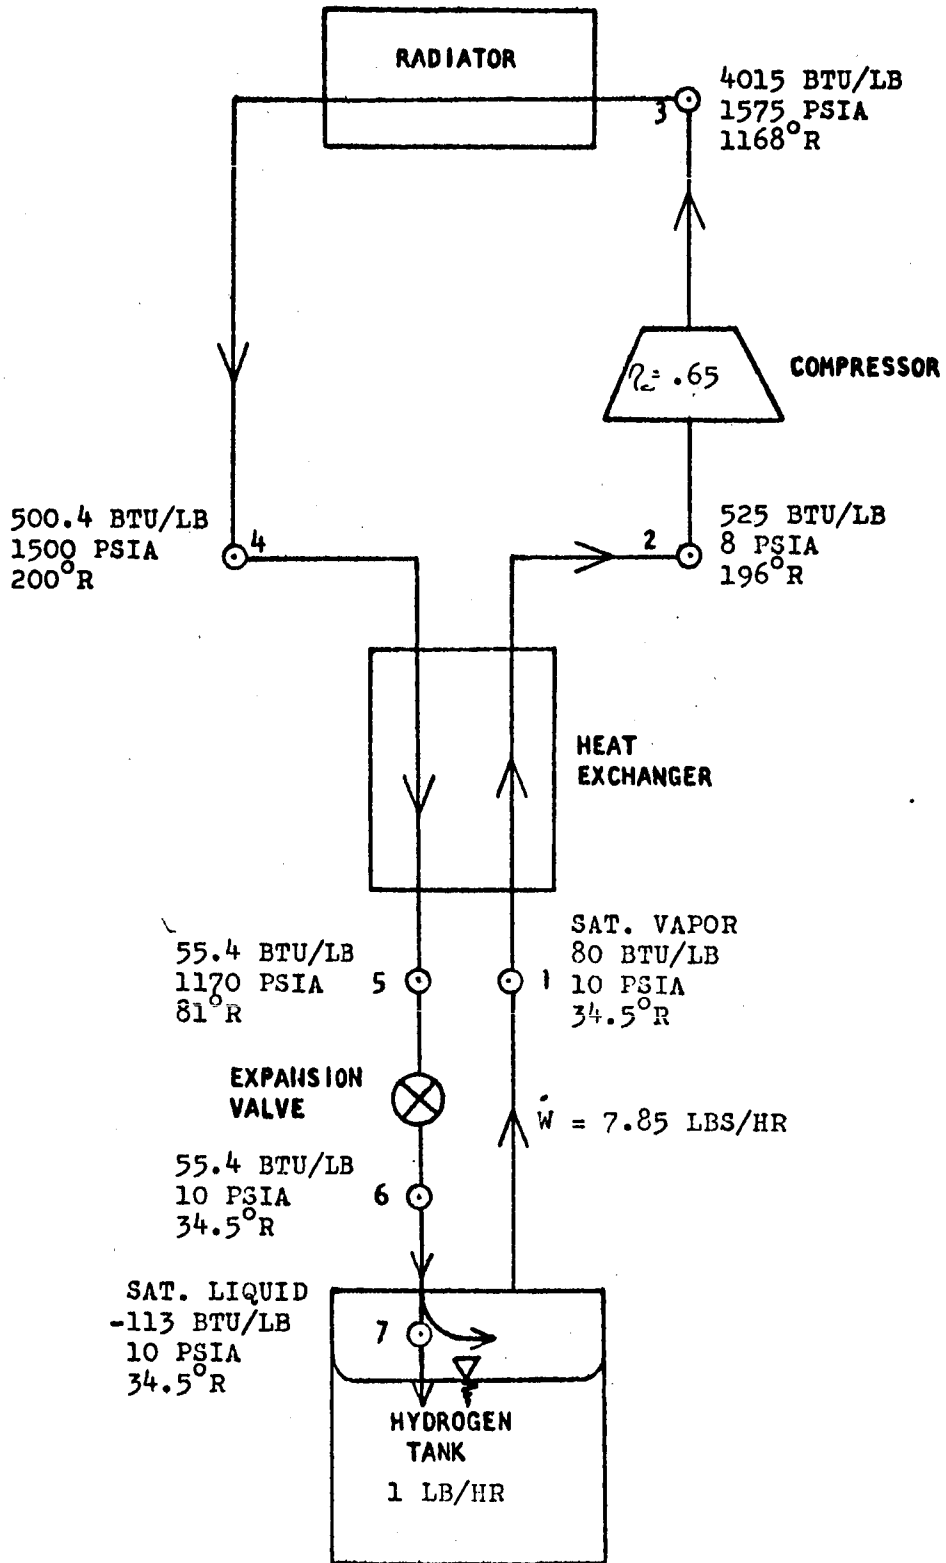 RADIATOR
3
4015 BTU/LB
1575 PSIA
1168°R
ηc= .65
COMPRESSOR
500.4 BTU/LB
1500 PSIA
200°R
4
2
525 BTU/LB
8 PSIA
196°R
HEAT
EXCHANGER
55.4 BTU/LB
1170 PSIA
81°R
5
1
SAT. VAPOR
80 BTU/LB
10 PSIA
34.5°R
EXPANSION
VALVE
Ẇ = 7.85 LBS/HR
55.4 BTU/LB
10 PSIA
34.5°R
6
SAT. LIQUID
-113 BTU/LB
10 PSIA
34.5°R
7
HYDROGEN
TANK
1 LB/HR